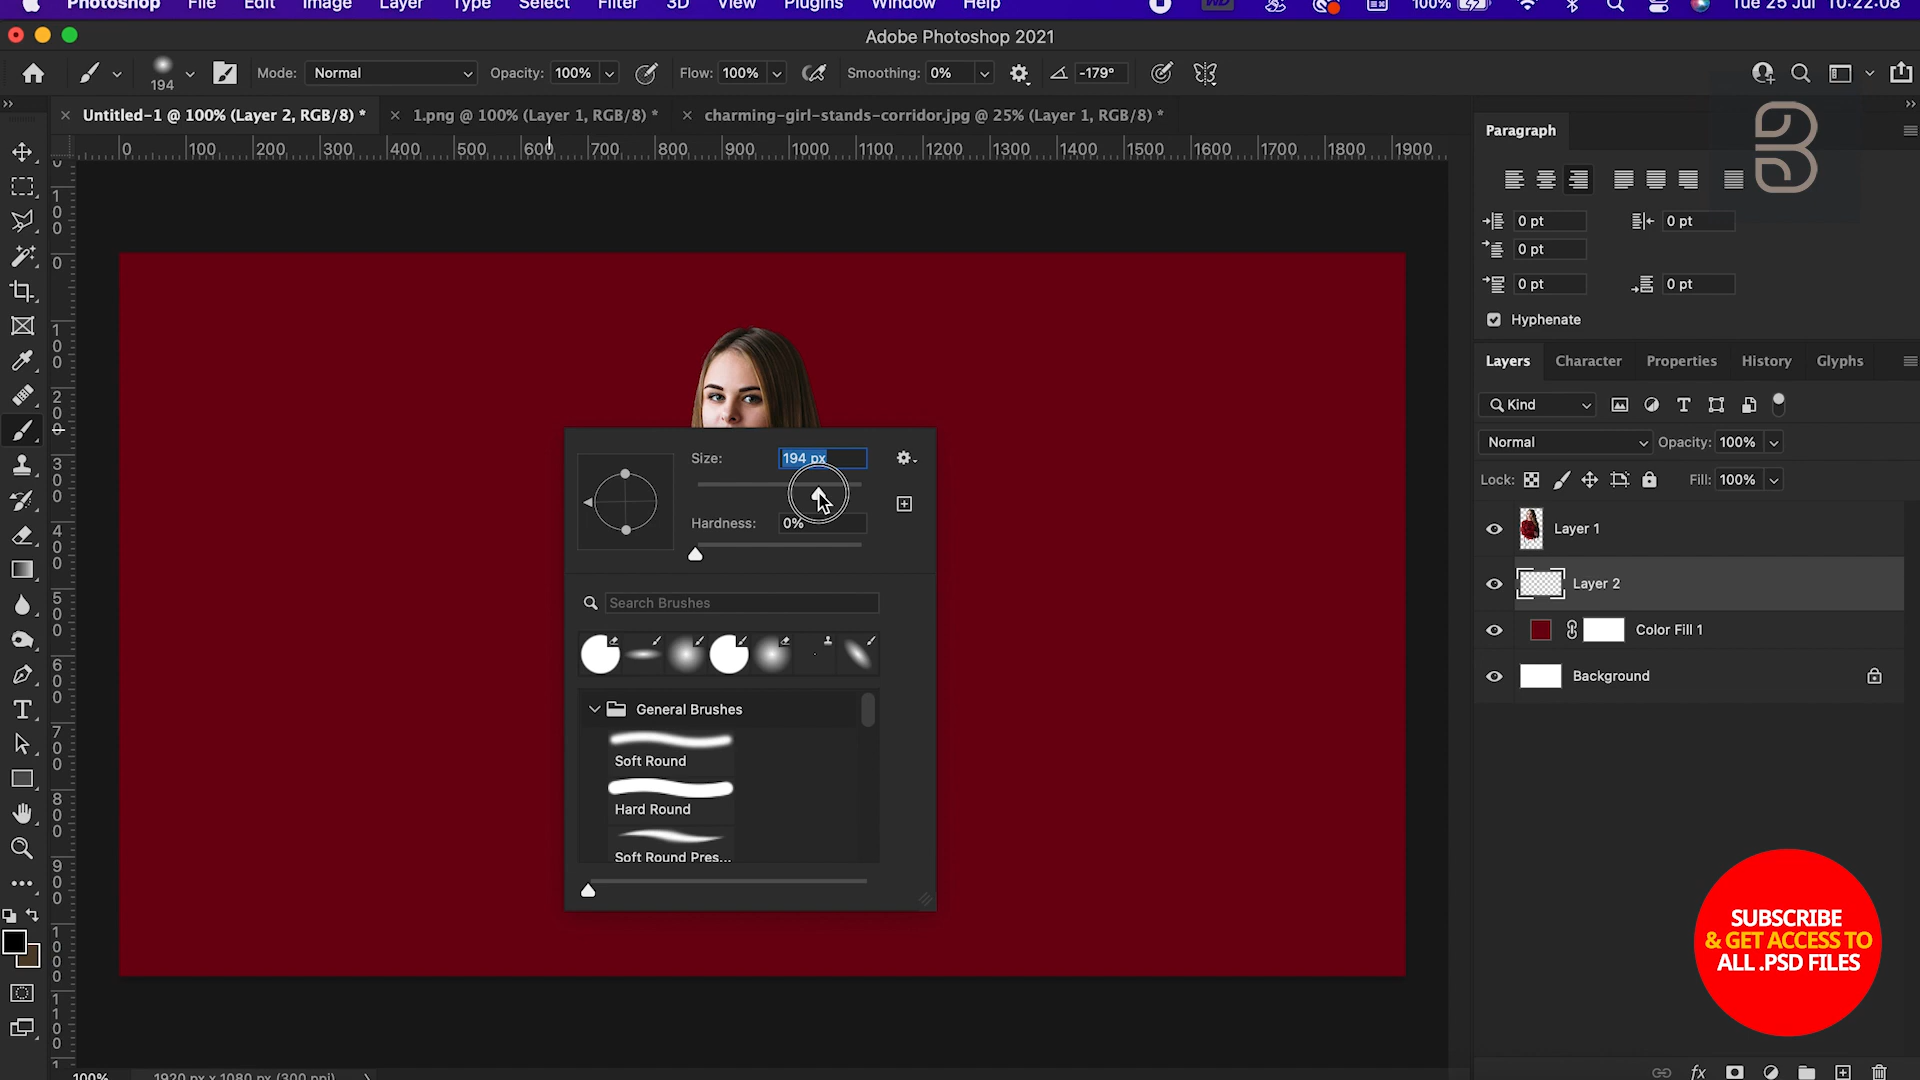 Photoshop File Edit Image Layer Type Select Filter 3D View Plugins Window Help 100% Tue 25 Jul 10:22:08
Adobe Photoshop 2021
194 Mode: Normal Opacity: 100% Flow: 100% Smoothing: 0% -179°
Untitled-1 @ 100% (Layer 2, RGB/8) * 1.png @ 100% (Layer 1, RGB/8) * charming-girl-stands-corridor.jpg @ 25% (Layer 1, RGB/8) *
0 100 200 300 400 500 600 700 800 900 1000 1100 1200 1300 1400 1500 1600 1700 1800 1900
Paragraph
0 pt 0 pt
0 pt
0 pt 0 pt
Hyphenate
Layers Character Properties History Glyphs
Kind
Normal Opacity: 100%
Lock: Fill: 100%
Layer 1
Layer 2
Color Fill 1
Background
Size: 194 px
Hardness: 0%
Search Brushes
General Brushes
Soft Round
Hard Round
Soft Round Pres...
SUBSCRIBE
& GET ACCESS TO
ALL .PSD FILES
100% 1920 px x 1080 px (300 ppi)
fx